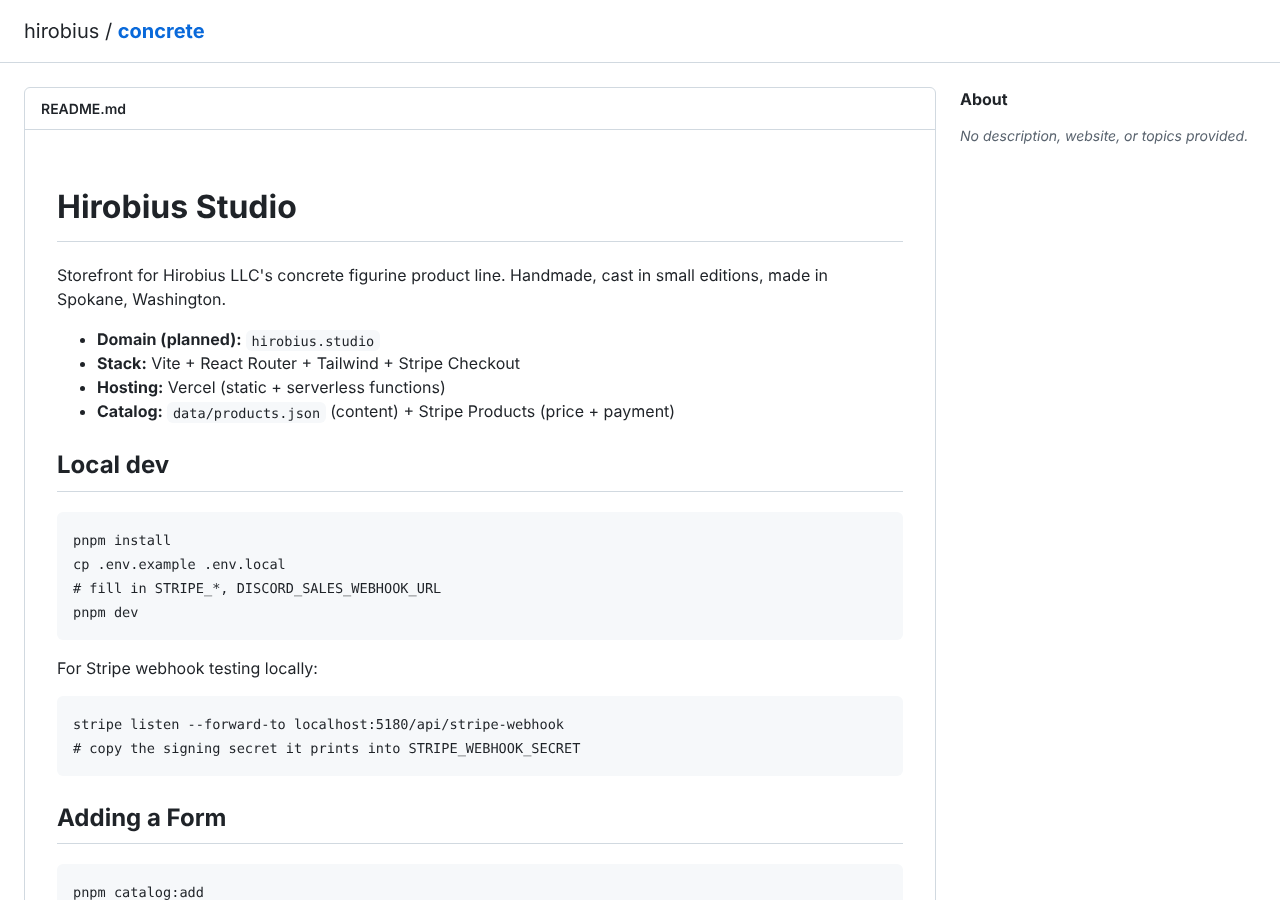 hirobius / concrete
README.md
About
No description, website, or topics provided.
Hirobius Studio
Storefront for Hirobius LLC's concrete figurine product line. Handmade, cast in small editions, made in
Spokane, Washington.
Domain (planned): hirobius.studio
Stack: Vite + React Router + Tailwind + Stripe Checkout
Hosting: Vercel (static + serverless functions)
Catalog: data/products.json (content) + Stripe Products (price + payment)
Local dev
pnpm install
cp .env.example .env.local
# fill in STRIPE_*, DISCORD_SALES_WEBHOOK_URL
pnpm dev
For Stripe webhook testing locally:
stripe listen --forward-to localhost:5180/api/stripe-webhook
# copy the signing secret it prints into STRIPE_WEBHOOK_SECRET
Adding a Form
pnpm catalog:add